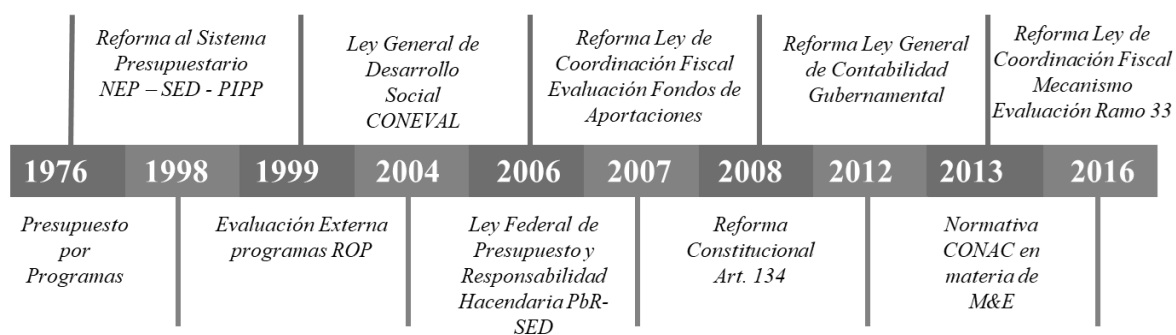 Reforma al Sistema
Presupuestario
NEP – SED - PIPP
Ley General de
Desarrollo
Social
CONEVAL
Reforma Ley de
Coordinación Fiscal
Evaluación Fondos de
Aportaciones
Reforma Ley General
de Contabilidad
Gubernamental
Reforma Ley de
Coordinación Fiscal
Mecanismo
Evaluación Ramo 33
1976 1998 1999 2004 2006 2007 2008 2012 2013 2016
Presupuesto
por
Programas
Evaluación Externa
programas ROP
Ley Federal de
Presupuesto y
Responsabilidad
Hacendaria PbR-
SED
Reforma
Constitucional
Art. 134
Normativa
CONAC en
materia de
M&E